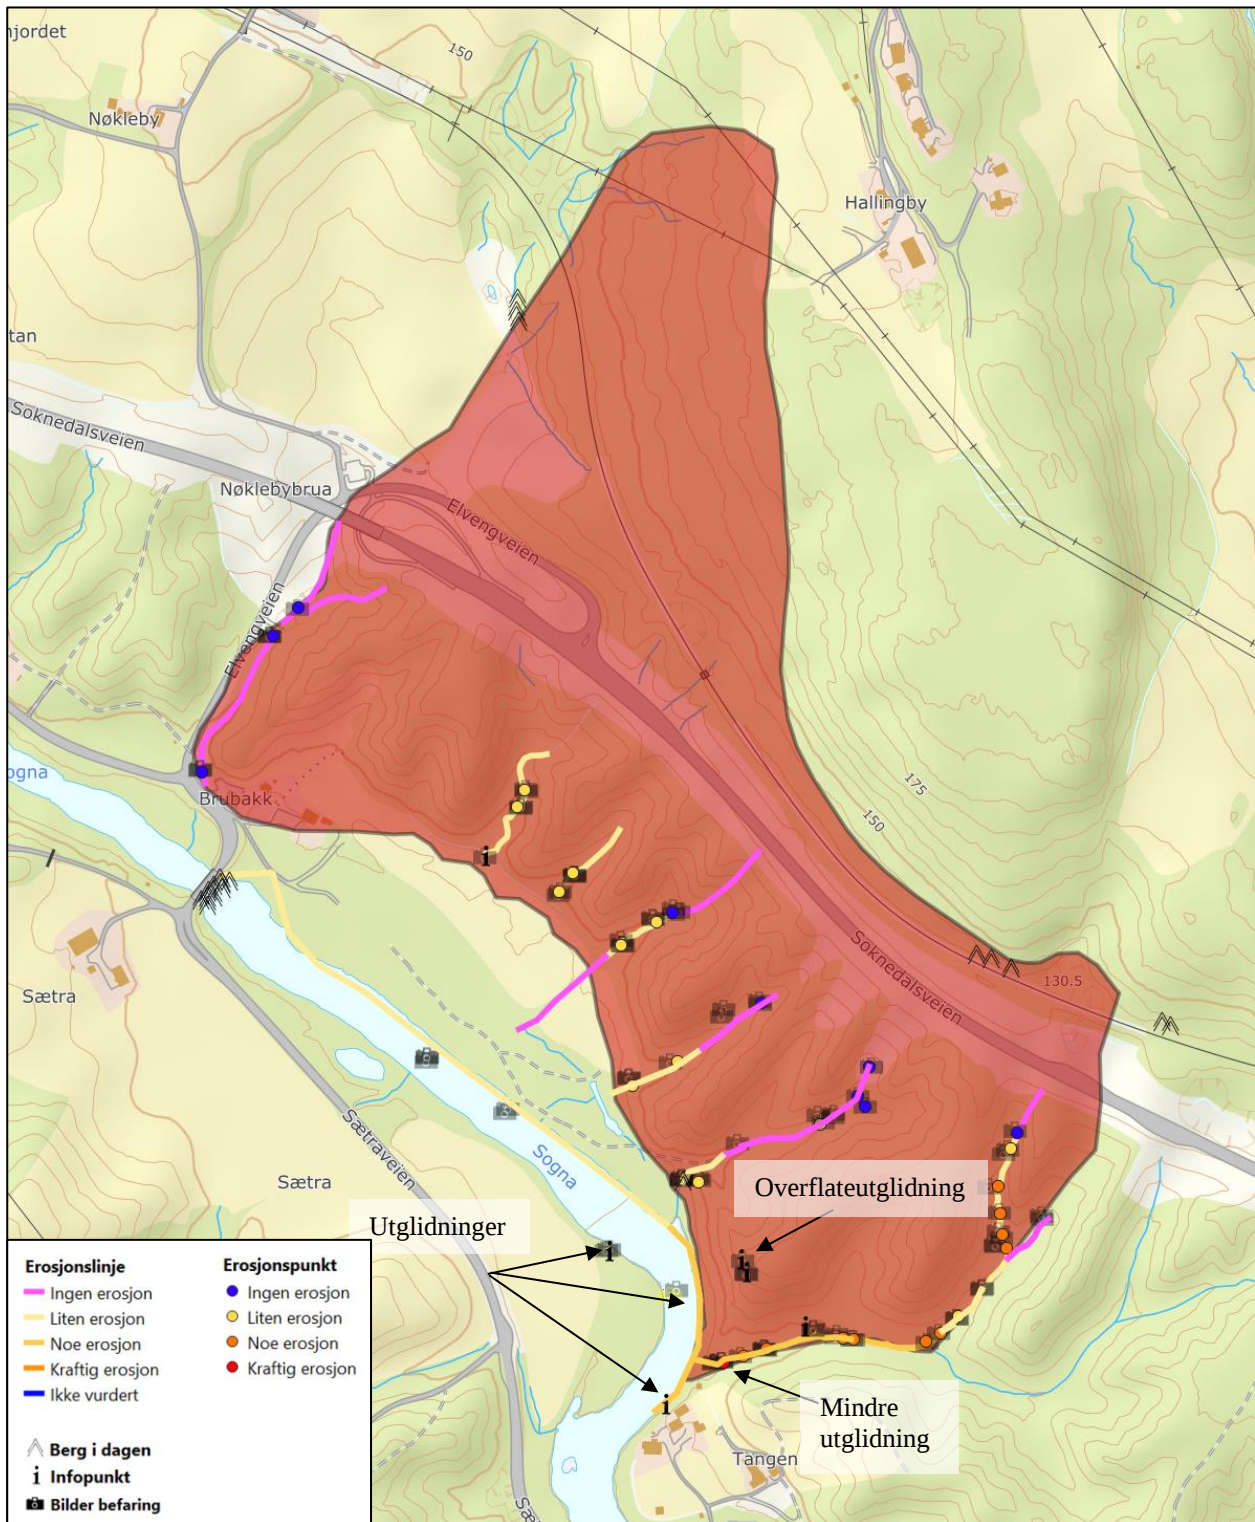 jordet
150
Nøkleby
Hallingby
tan
Soknedalsveien
Nøklebybrua
Elvengveien
Elvengveien
175
150
ogna
Brubakk
Soknedalsveien
130.5
Sætra
Sætraveien
Sogna
Sætra
Overflateutglidning
Utglidninger
Mindre
utglidning
Tangen
Sæ
Erosjonslinje
Ingen erosjon
Liten erosjon
Noe erosjon
Kraftig erosjon
Ikke vurdert
Erosjonspunkt
Ingen erosjon
Liten erosjon
Noe erosjon
Kraftig erosjon
Berg i dagen
i Infopunkt
Bilder befaring